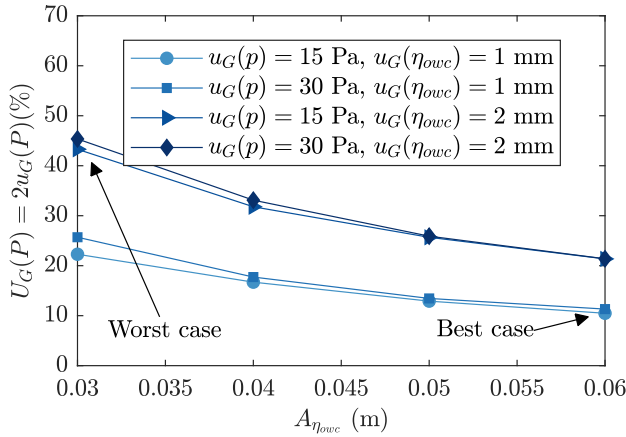 70
60
50
40
30
20
10
0
U_G(P) = 2u_G(P)(%)
u_G(p) = 15 Pa, u_G(η_owc) = 1 mm
u_G(p) = 30 Pa, u_G(η_owc) = 1 mm
u_G(p) = 15 Pa, u_G(η_owc) = 2 mm
u_G(p) = 30 Pa, u_G(η_owc) = 2 mm
Worst case
Best case
0.03 0.035 0.04 0.045 0.05 0.055 0.06
A_η_owc (m)